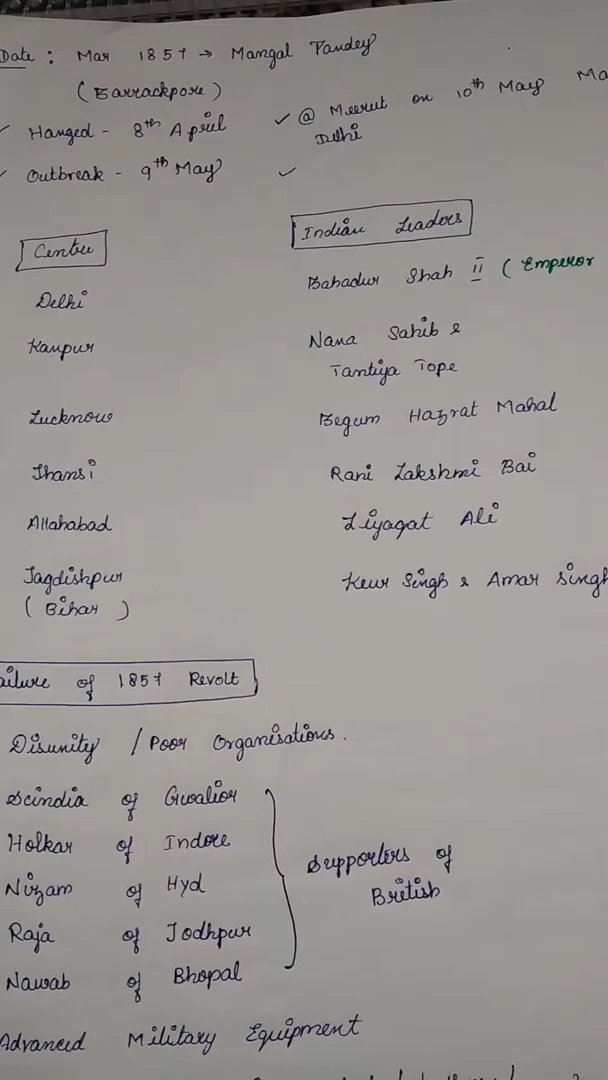 Date : Mar 1857 → Mangal Pandey
(Barrackpore)
✓ Hanged - 8th April
✓ @ Meerut on 10th May Ma
Delhi
✓ Outbreak - 9th May ✓
Centre Indian Leaders
Delhi Bahadur Shah II (Emperor
Kanpur Nana Sahib &
Tantiya Tope
Lucknow Begum Hazrat Mahal
Jhansi Rani Lakshmi Bai
Allahabad Liyaqat Ali
Jagdishpur Keur Singh & Amar Singh
(Bihar)
ailure of 1857 Revolt
Disunity / Poor Organisations.
Scindia of Gwalior
Holkar of Indore
Nizam of Hyd
Raja of Jodhpur
Nawab of Bhopal
Supporters of
British
Advanced Military Equipment